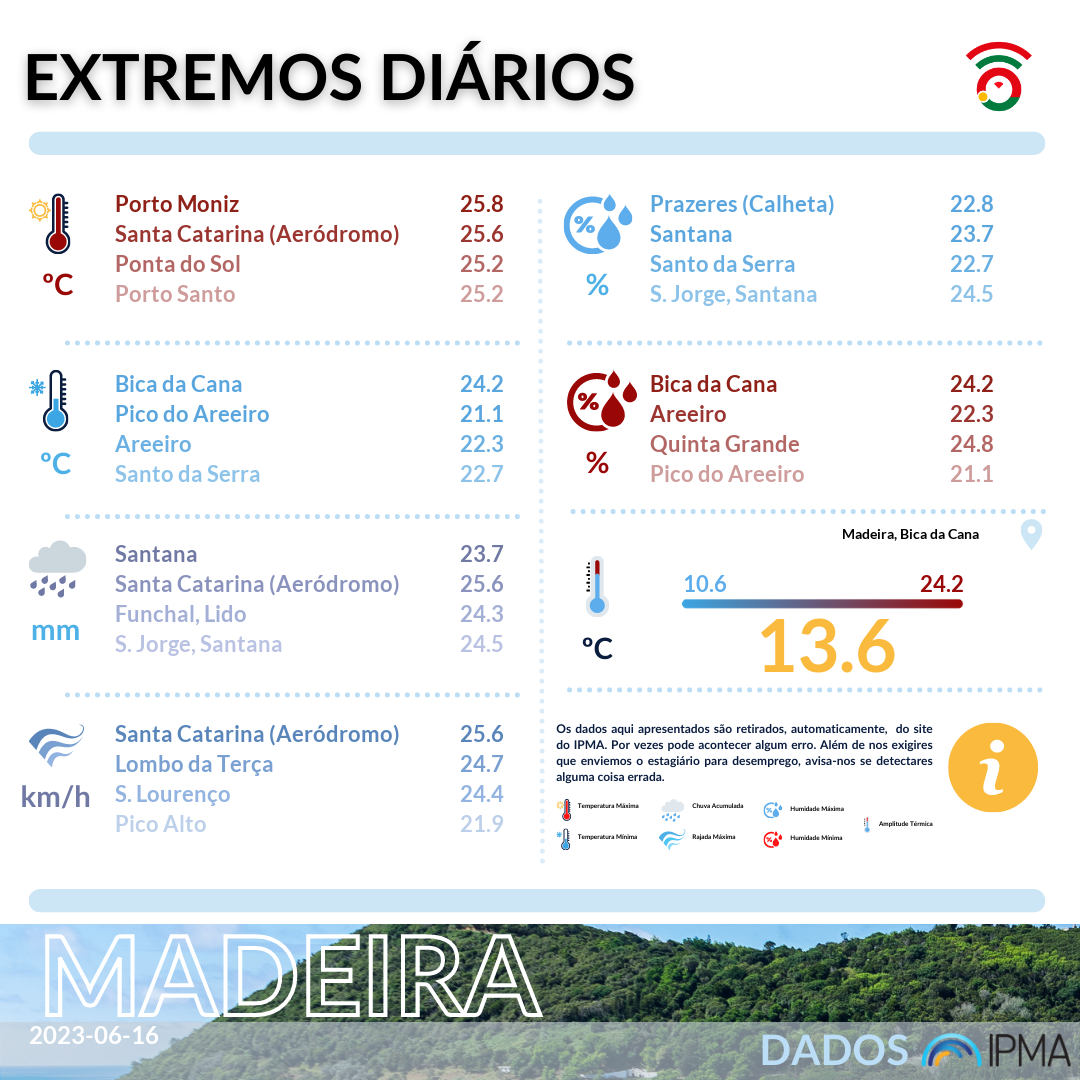 EXTREMOS DIÁRIOS
Porto Moniz 25.8
Santa Catarina (Aeródromo) 25.6
Ponta do Sol 25.2
Porto Santo 25.2
ºC
Bica da Cana 24.2
Pico do Areeiro 21.1
Areeiro 22.3
Santo da Serra 22.7
ºC
Santana 23.7
Santa Catarina (Aeródromo) 25.6
Funchal, Lido 24.3
S. Jorge, Santana 24.5
mm
Santa Catarina (Aeródromo) 25.6
Lombo da Terça 24.7
S. Lourenço 24.4
Pico Alto 21.9
km/h
%
Prazeres (Calheta) 22.8
Santana 23.7
Santo da Serra 22.7
S. Jorge, Santana 24.5
%
%
Bica da Cana 24.2
Areeiro 22.3
Quinta Grande 24.8
Pico do Areeiro 21.1
%
Madeira, Bica da Cana
10.6 24.2
13.6
ºC
Os dados aqui apresentados são retirados, automaticamente, do site
do IPMA. Por vezes pode acontecer algum erro. Além de nos exigires
que enviemos o estagiário para desemprego, avisa-nos se detectares
alguma coisa errada.
i
Temperatura Máxima
Chuva Acumulada
% Humidade Máxima
Amplitude Térmica
Temperatura Mínima
Rajada Máxima
% Humidade Mínima
MADEIRA
2023-06-16
DADOS IPMA